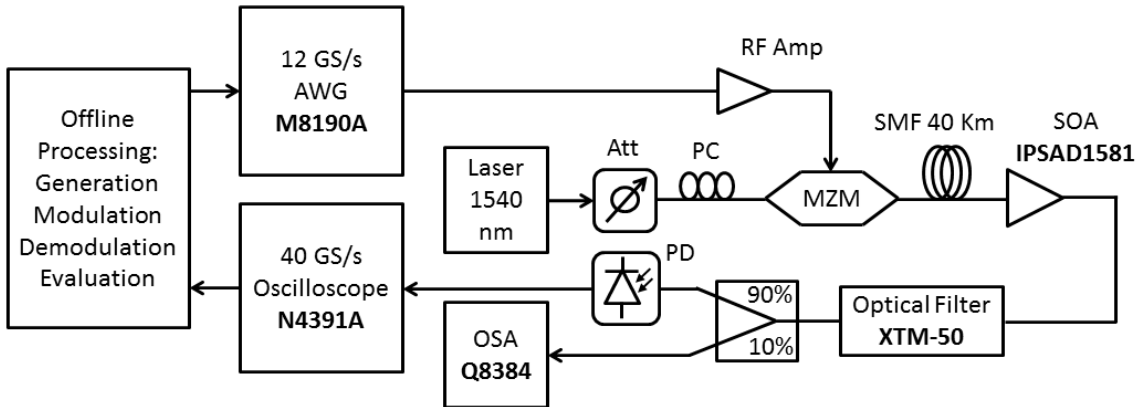 Offline
Processing:
Generation
Modulation
Demodulation
Evaluation
12 GS/s
AWG
M8190A
RF Amp
Laser
1540
nm
Att
PC
MZM
SMF 40 Km
SOA
IPSAD1581
40 GS/s
Oscilloscope
N4391A
PD
OSA
Q8384
90%
10%
Optical Filter
XTM-50